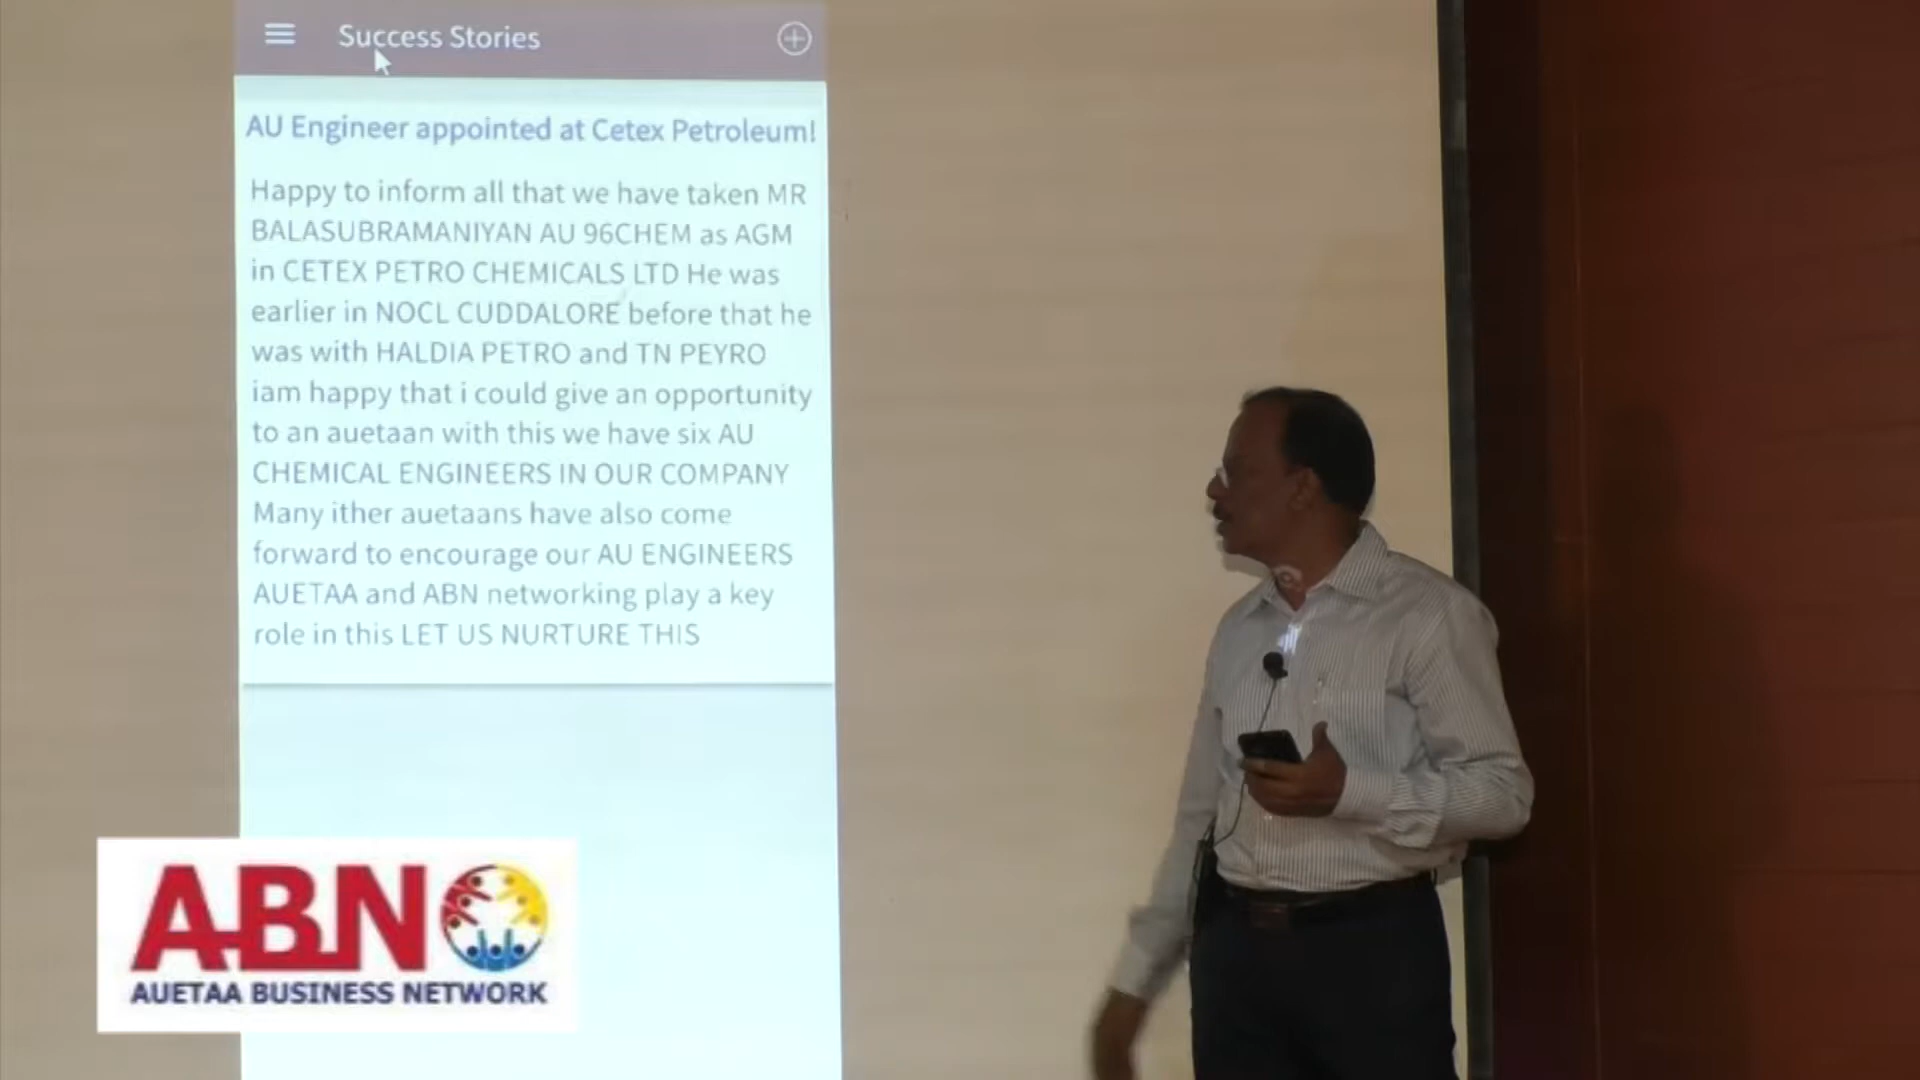 Success Stories
AU Engineer appointed at Cetex Petroleum!
Happy to inform all that we have taken MR
BALASUBRAMANIYAN AU 96CHEM as AGM
in CETEX PETRO CHEMICALS LTD He was
earlier in NOCL CUDDALORE before that he
was with HALDIA PETRO and TN PEYRO
iam happy that i could give an opportunity
to an auetaan with this we have six AU
CHEMICAL ENGINEERS IN OUR COMPANY
Many ither auetaans have also come
forward to encourage our AU ENGINEERS
AUETAA and ABN networking play a key
role in this LET US NURTURE THIS
ABN
AUETAA BUSINESS NETWORK